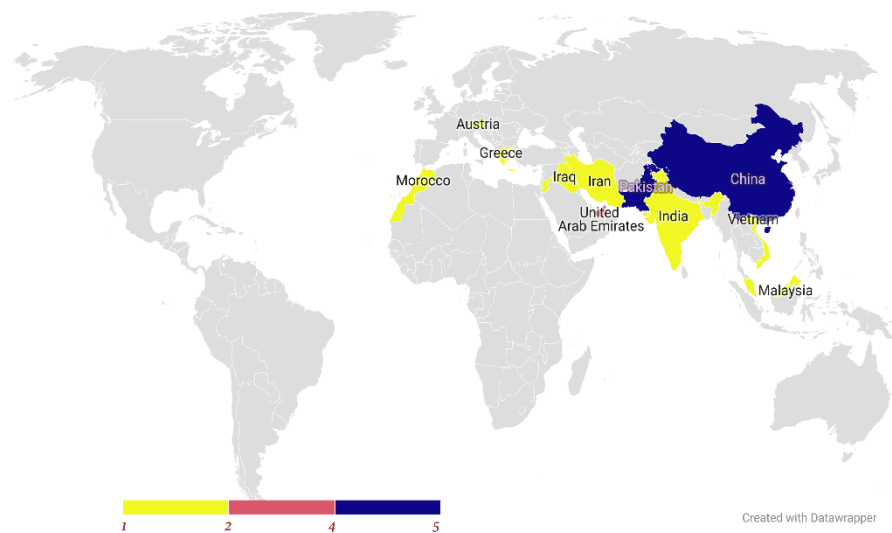 Austria
Greece
Morocco
Iraq
Iran
Pakistan
China
United
Arab Emirates
India
Vietnam
Malaysia
1
2
4
5
Created with Datawrapper